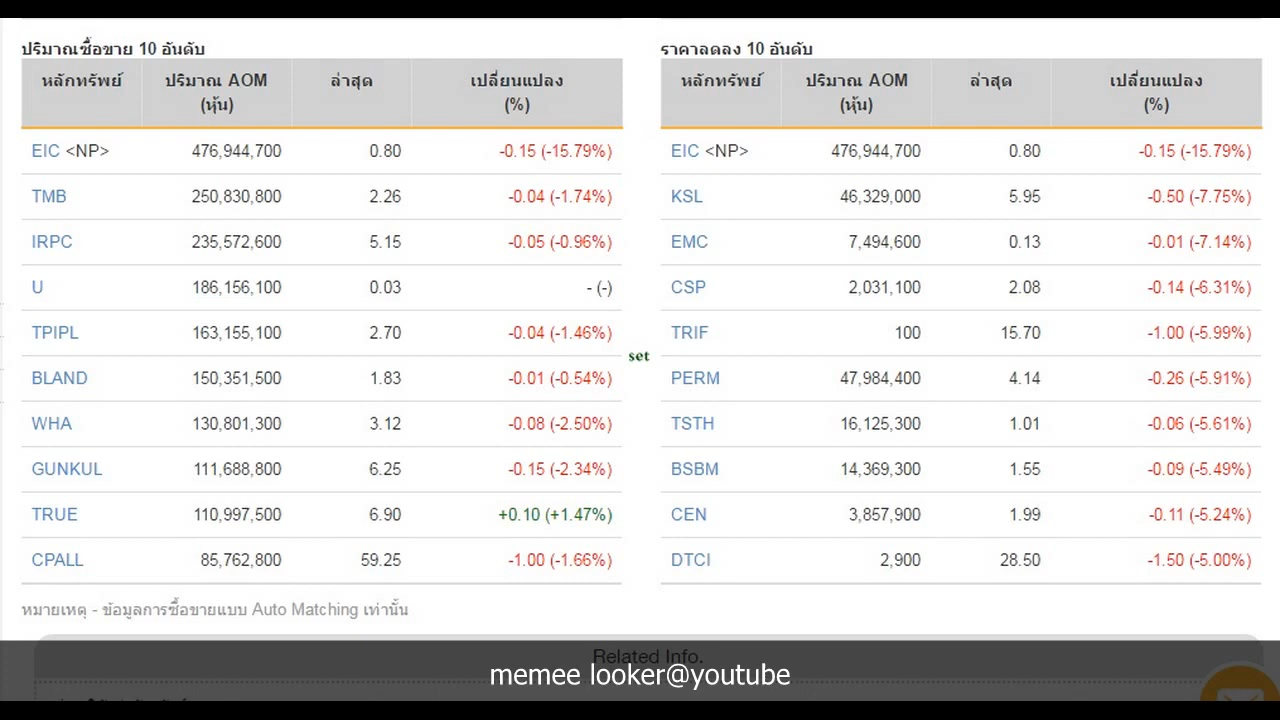 ปริมาณซื้อขาย 10 อันดับ
หลักทรัพย์ ปริมาณ AOM (หุ้น) ล่าสุด เปลี่ยนแปลง (%)
EIC <NP> 476,944,700 0.80 -0.15 (-15.79%)
TMB 250,830,800 2.26 -0.04 (-1.74%)
IRPC 235,572,600 5.15 -0.05 (-0.96%)
U 186,156,100 0.03 - (-)
TPIPL 163,155,100 2.70 -0.04 (-1.46%)
BLAND 150,351,500 1.83 -0.01 (-0.54%)
WHA 130,801,300 3.12 -0.08 (-2.50%)
GUNKUL 111,688,800 6.25 -0.15 (-2.34%)
TRUE 110,997,500 6.90 +0.10 (+1.47%)
CPALL 85,762,800 59.25 -1.00 (-1.66%)
หมายเหตุ - ข้อมูลการซื้อขายแบบ Auto Matching เท่านั้น
set
ราคาลดลง 10 อันดับ
หลักทรัพย์ ปริมาณ AOM (หุ้น) ล่าสุด เปลี่ยนแปลง (%)
EIC <NP> 476,944,700 0.80 -0.15 (-15.79%)
KSL 46,329,000 5.95 -0.50 (-7.75%)
EMC 7,494,600 0.13 -0.01 (-7.14%)
CSP 2,031,100 2.08 -0.14 (-6.31%)
TRIF 100 15.70 -1.00 (-5.99%)
PERM 47,984,400 4.14 -0.26 (-5.91%)
TSTH 16,125,300 1.01 -0.06 (-5.61%)
BSBM 14,369,300 1.55 -0.09 (-5.49%)
CEN 3,857,900 1.99 -0.11 (-5.24%)
DTCI 2,900 28.50 -1.50 (-5.00%)
Related Info.
memee looker@youtube